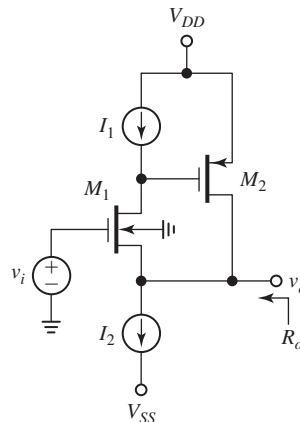 V_DD
I_1
M_1
M_2
v_i
+
−
v_o
I_2
R_o
V_SS